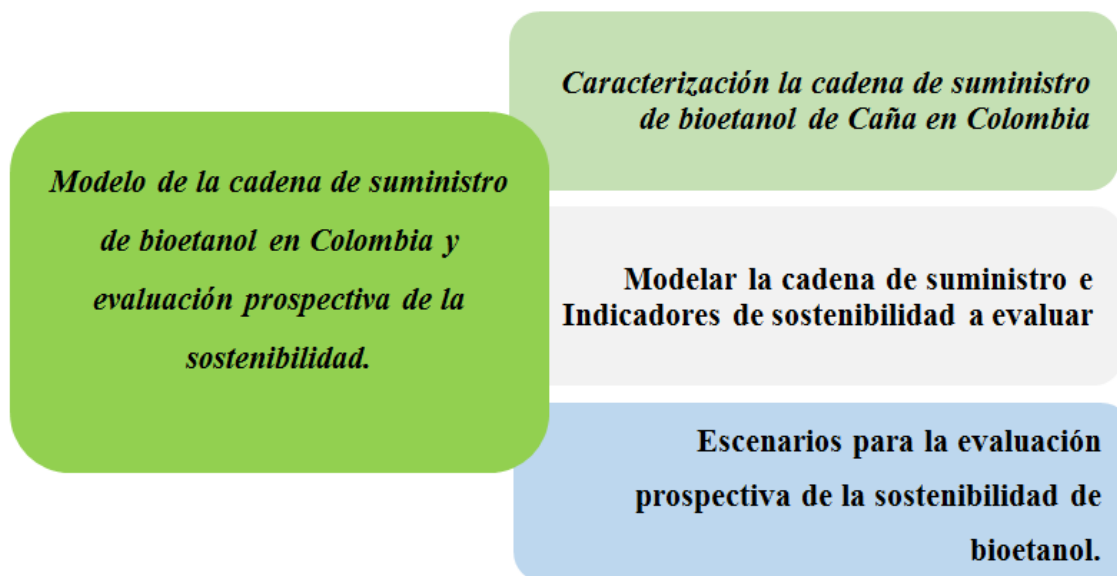 Modelo de la cadena de suministro
de bioetanol en Colombia y
evaluación prospectiva de la
sostenibilidad.
Caracterización la cadena de suministro
de bioetanol de Caña en Colombia
Modelar la cadena de suministro e
Indicadores de sostenibilidad a evaluar
Escenarios para la evaluación
prospectiva de la sostenibilidad de
bioetanol.